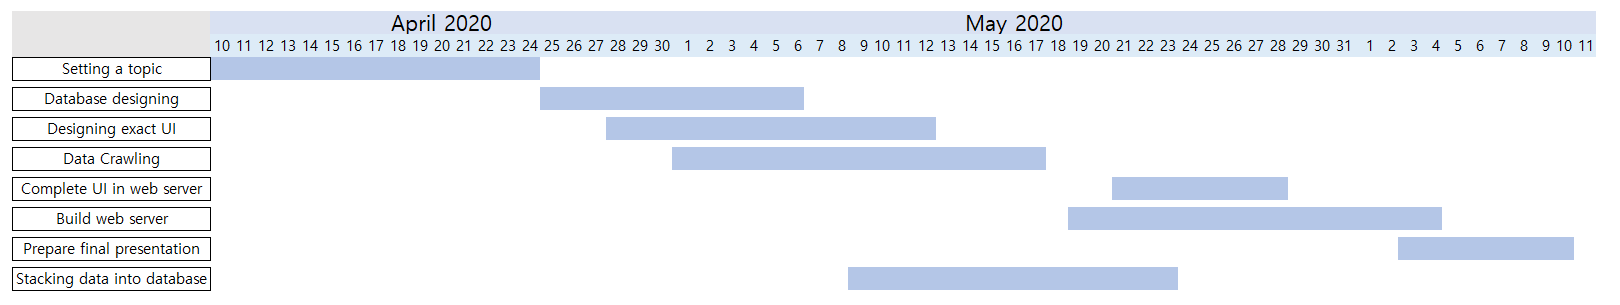 April 2020 May 2020
10 11 12 13 14 15 16 17 18 19 20 21 22 23 24 25 26 27 28 29 30 1 2 3 4 5 6 7 8 9 10 11 12 13 14 15 16 17 18 19 20 21 22 23 24 25 26 27 28 29 30 31 1 2 3 4 5 6 7 8 9 10 11
Setting a topic
Database designing
Designing exact UI
Data Crawling
Complete UI in web server
Build web server
Prepare final presentation
Stacking data into database